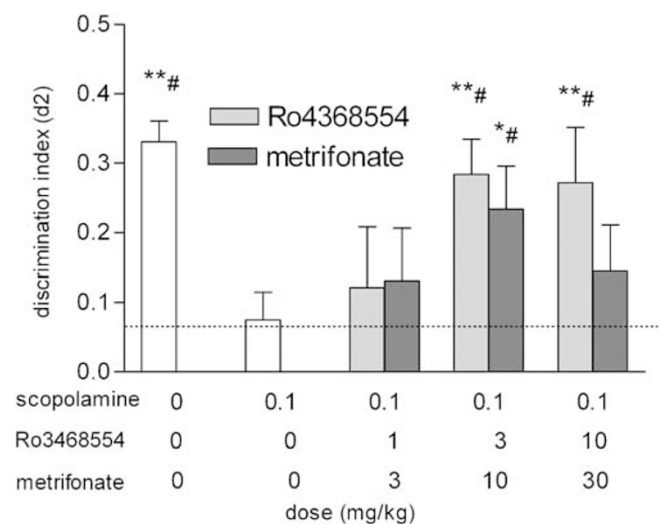 0.5
**#
**#
**#
0.4
Ro4368554
*#
metrifonate
0.3
0.2
0.1
0.0
discrimination index (d2)
scopolamine 0 0.1 0.1 0.1 0.1
Ro3468554 0 0 1 3 10
metrifonate 0 0 3 10 30
dose (mg/kg)